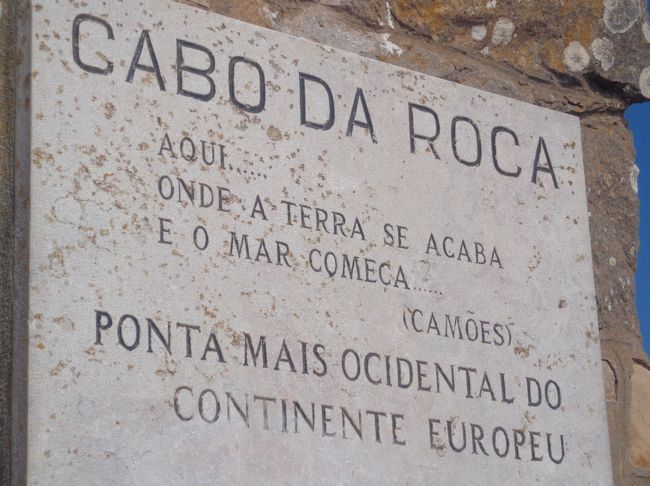 CABO DA ROCA
AQUI......
ONDE A TERRA SE ACABA
E O MAR COMEÇA.....
(CAMÕES)
PONTA MAIS OCIDENTAL DO
CONTINENTE EUROPEU